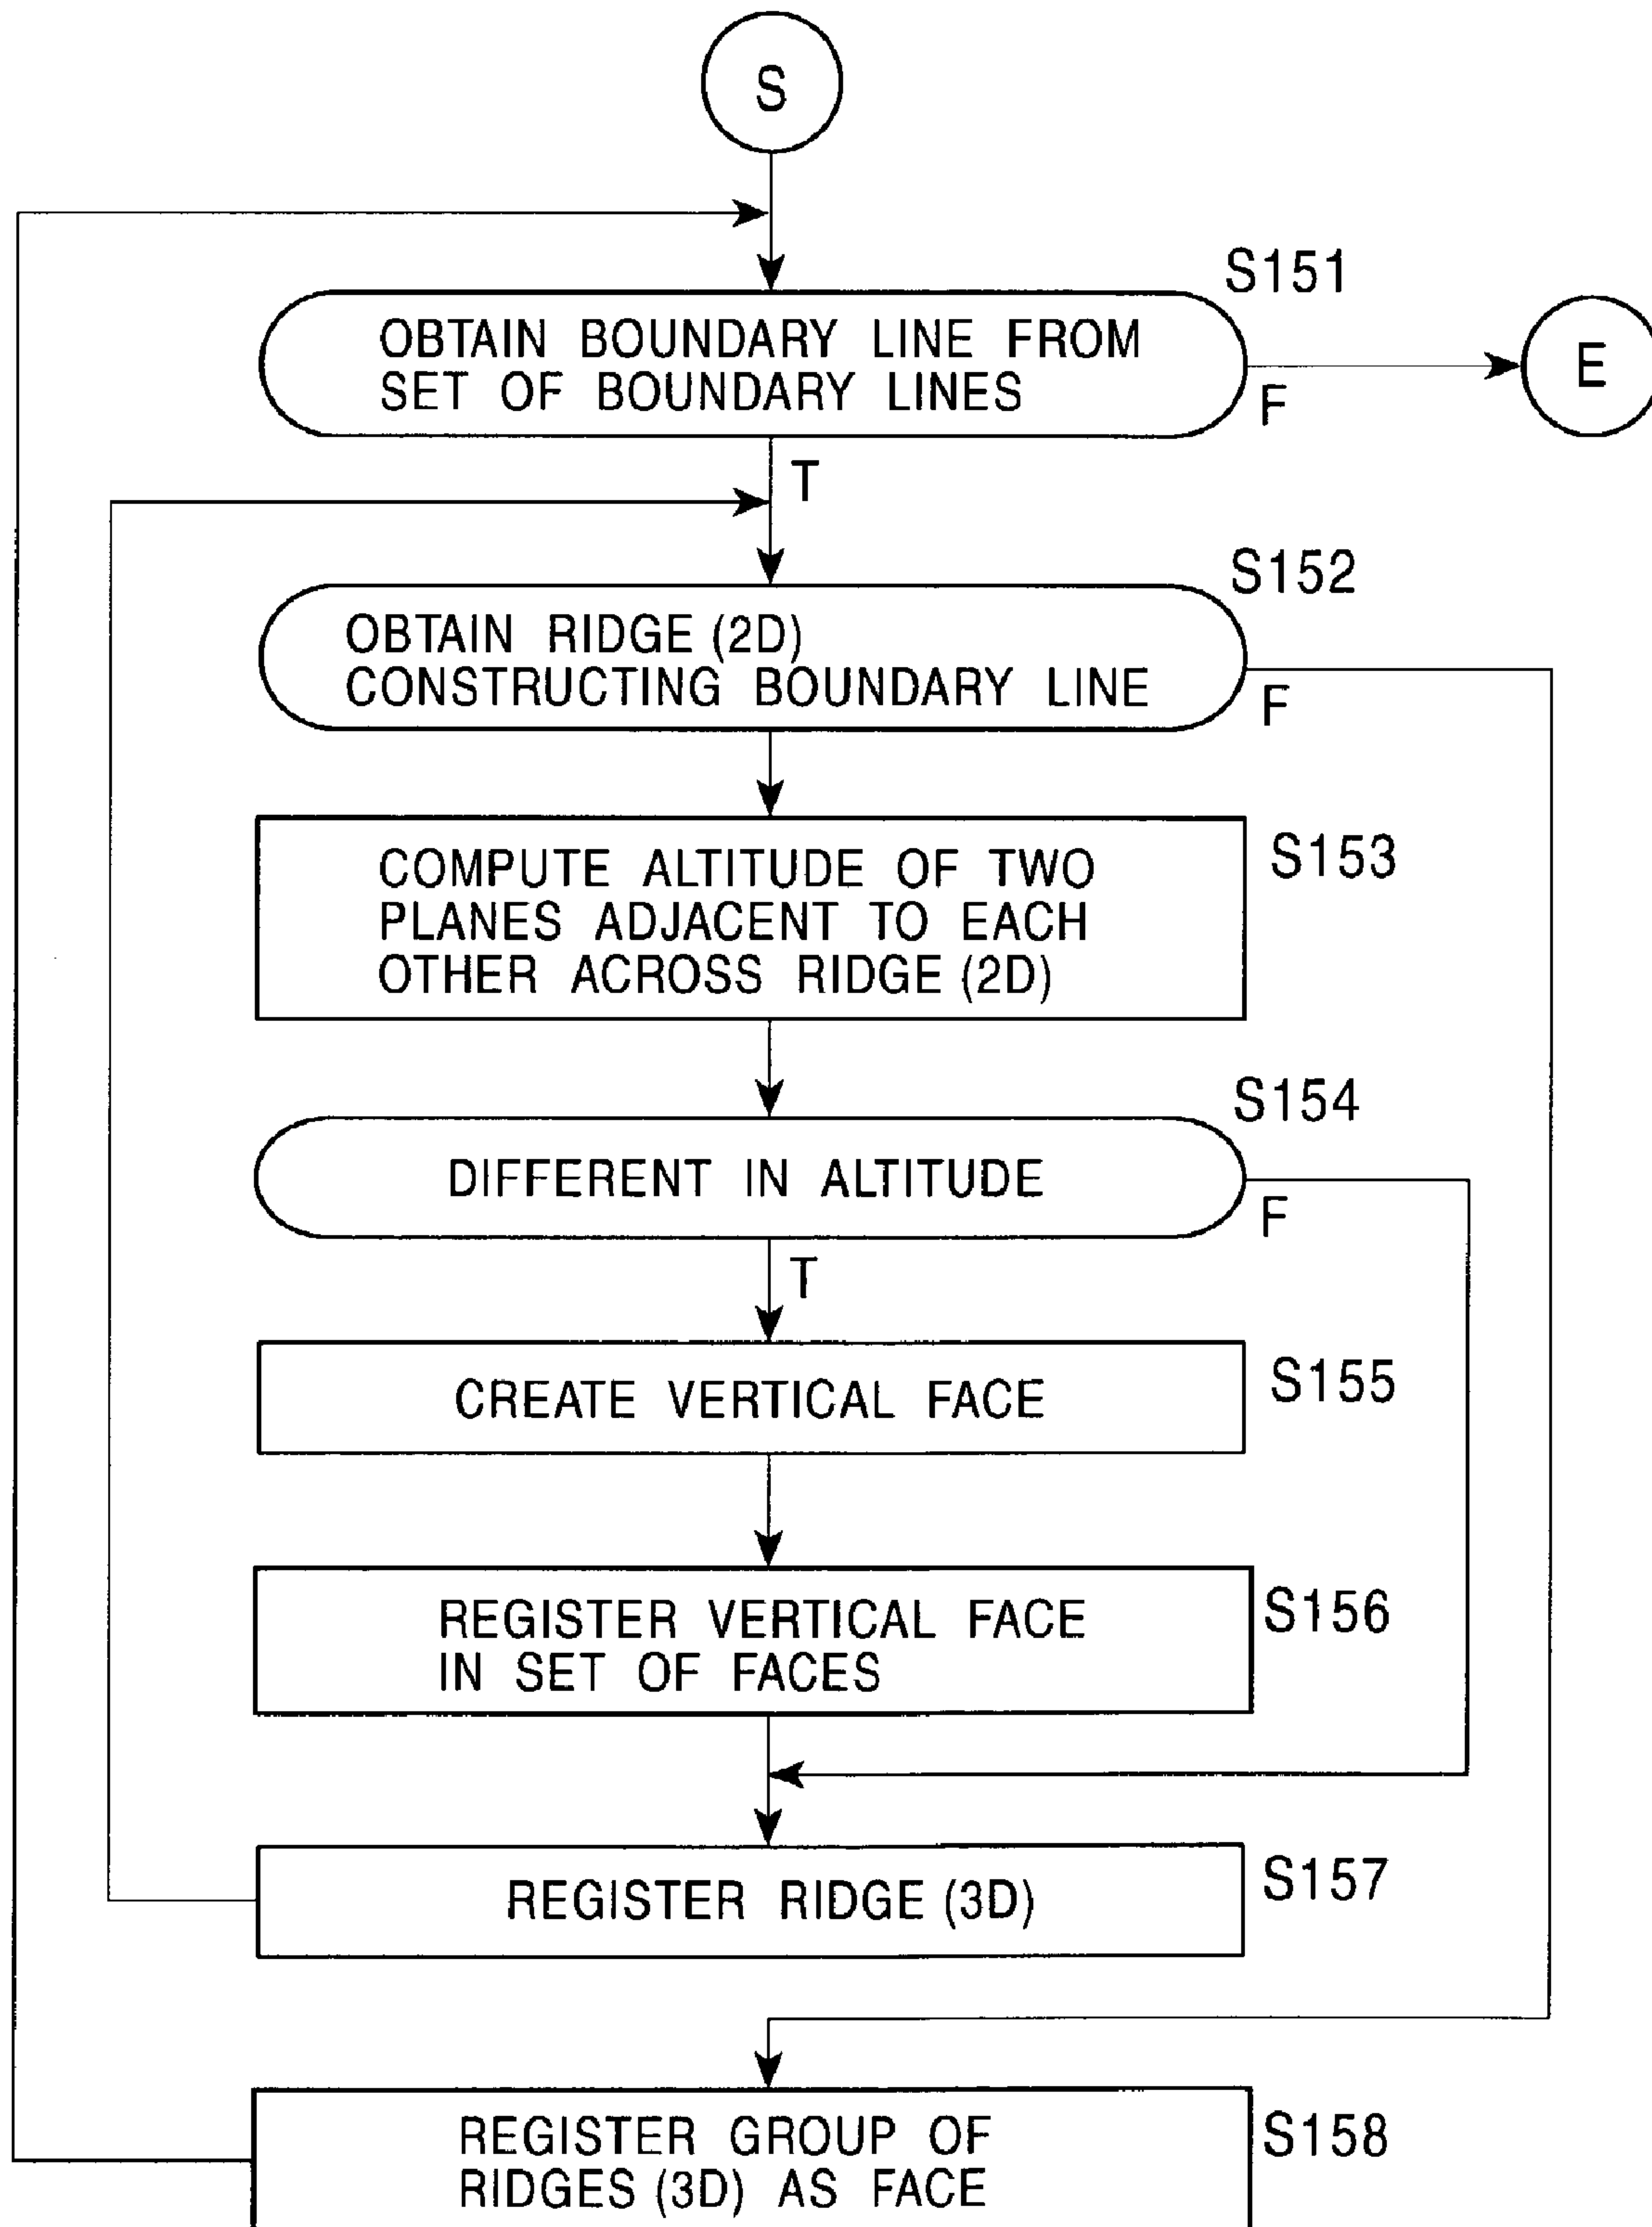 S
S151
OBTAIN BOUNDARY LINE FROM
SET OF BOUNDARY LINES
E
F
T
S152
OBTAIN RIDGE (2D)
CONSTRUCTING BOUNDARY LINE
F
S153
COMPUTE ALTITUDE OF TWO
PLANES ADJACENT TO EACH
OTHER ACROSS RIDGE (2D)
S154
DIFFERENT IN ALTITUDE
F
T
S155
CREATE VERTICAL FACE
S156
REGISTER VERTICAL FACE
IN SET OF FACES
S157
REGISTER RIDGE (3D)
S158
REGISTER GROUP OF
RIDGES (3D) AS FACE